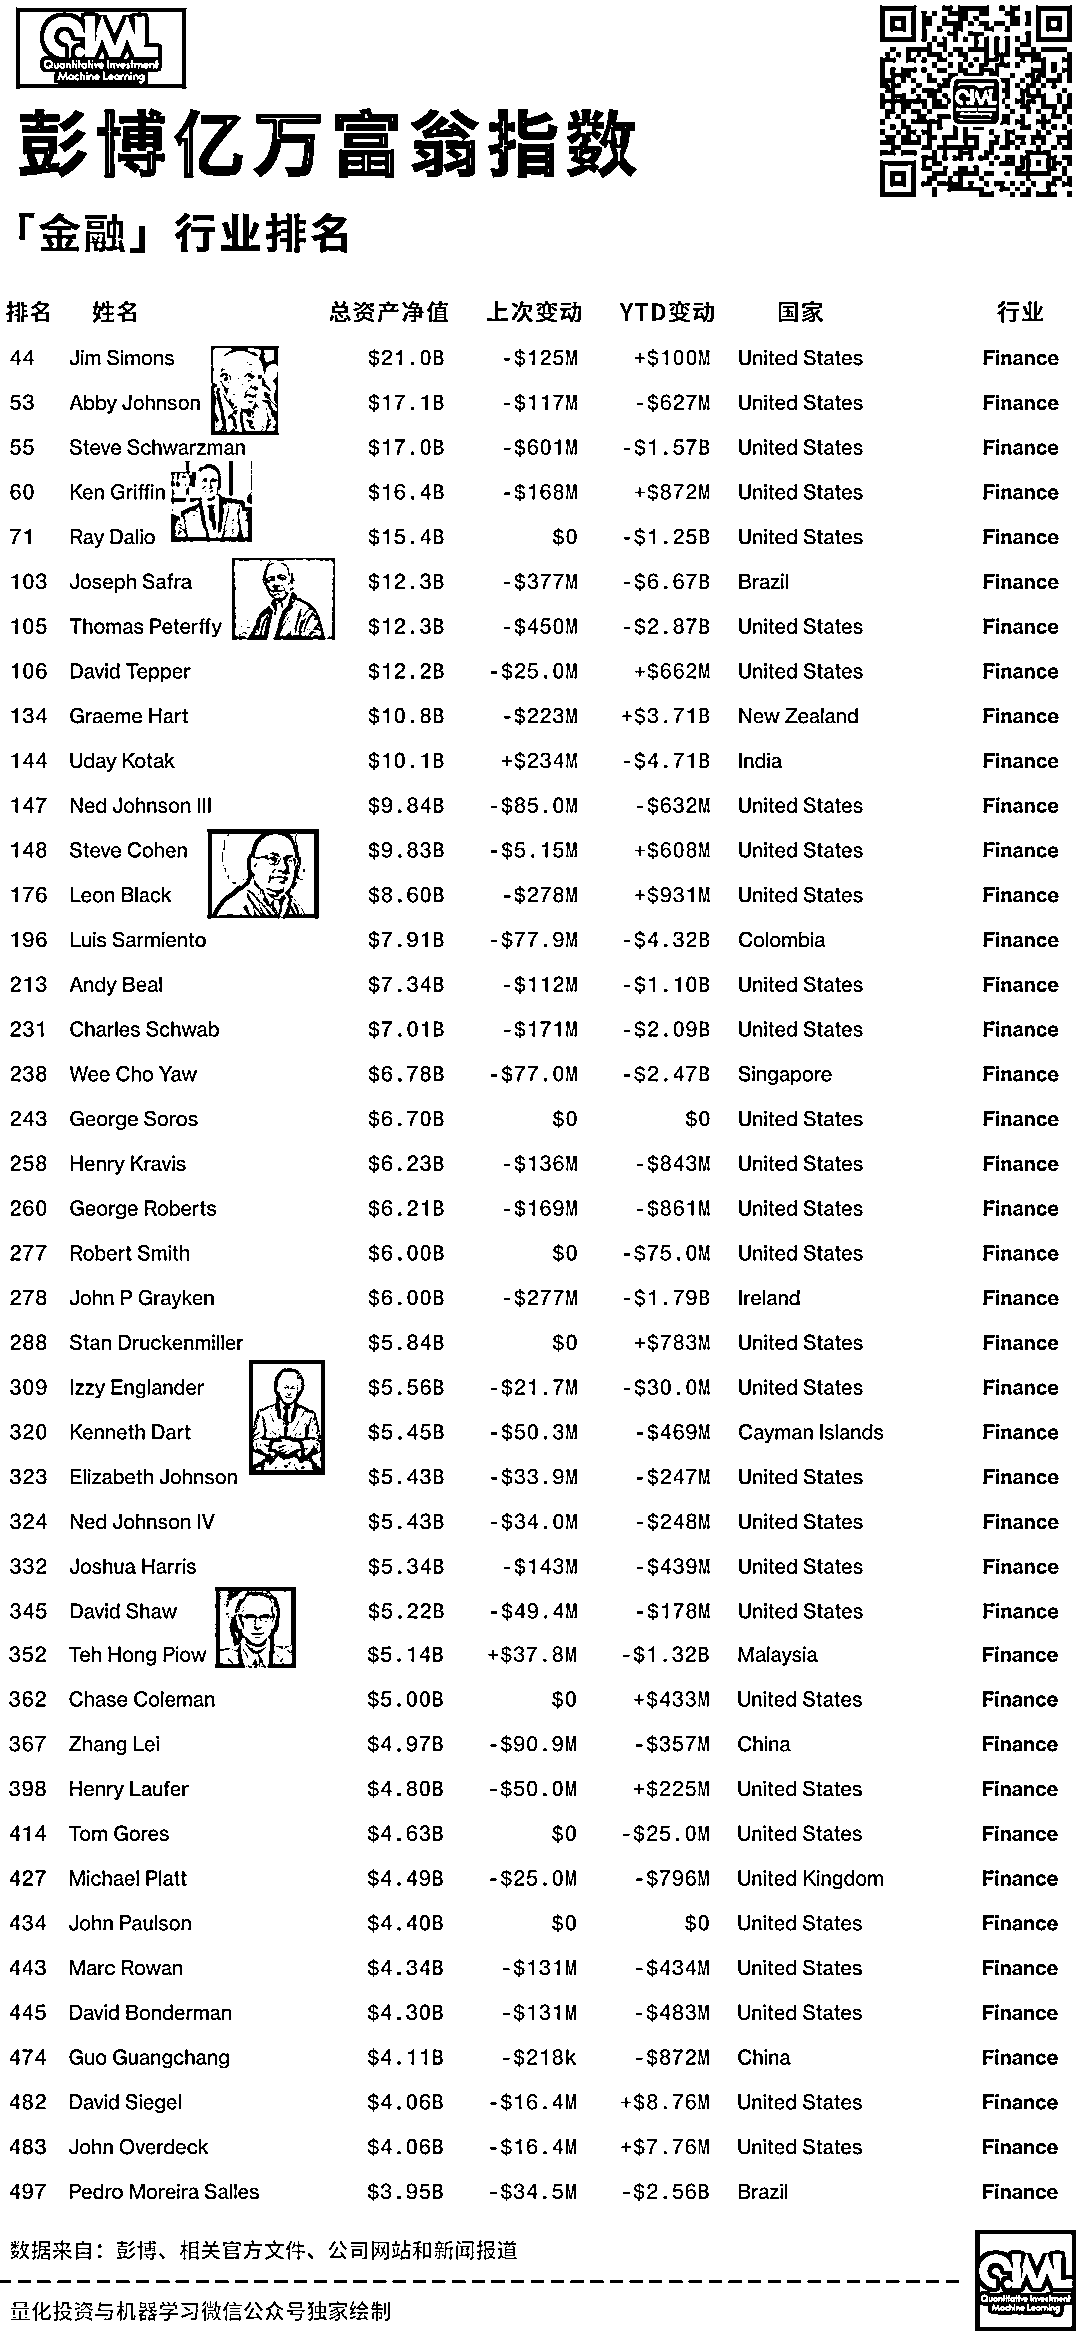 QIML
Quantitative Investment
Machine Learning
彭博亿万富翁指数
「金融」行业排名
排名 姓名 总资产净值 上次变动 YTD变动 国家 行业
44 Jim Simons $21.0B -$125M +$100M United States Finance
53 Abby Johnson $17.1B -$117M -$627M United States Finance
55 Steve Schwarzman $17.0B -$601M -$1.57B United States Finance
60 Ken Griffin $16.4B -$168M +$872M United States Finance
71 Ray Dalio $15.4B $0 -$1.25B United States Finance
103 Joseph Safra $12.3B -$377M -$6.67B Brazil Finance
105 Thomas Peterffy $12.3B -$450M -$2.87B United States Finance
106 David Tepper $12.2B -$25.0M +$662M United States Finance
134 Graeme Hart $10.8B -$223M +$3.71B New Zealand Finance
144 Uday Kotak $10.1B +$234M -$4.71B India Finance
147 Ned Johnson III $9.84B -$85.0M -$632M United States Finance
148 Steve Cohen $9.83B -$5.15M +$608M United States Finance
176 Leon Black $8.60B -$278M +$931M United States Finance
196 Luis Sarmiento $7.91B -$77.9M -$4.32B Colombia Finance
213 Andy Beal $7.34B -$112M -$1.10B United States Finance
231 Charles Schwab $7.01B -$171M -$2.09B United States Finance
238 Wee Cho Yaw $6.78B -$77.0M -$2.47B Singapore Finance
243 George Soros $6.70B $0 $0 United States Finance
258 Henry Kravis $6.23B -$136M -$843M United States Finance
260 George Roberts $6.21B -$169M -$861M United States Finance
277 Robert Smith $6.00B $0 -$75.0M United States Finance
278 John P Grayken $6.00B -$277M -$1.79B Ireland Finance
288 Stan Druckenmiller $5.84B $0 +$783M United States Finance
309 Izzy Englander $5.56B -$21.7M -$30.0M United States Finance
320 Kenneth Dart $5.45B -$50.3M -$469M Cayman Islands Finance
323 Elizabeth Johnson $5.43B -$33.9M -$247M United States Finance
324 Ned Johnson IV $5.43B -$34.0M -$248M United States Finance
332 Joshua Harris $5.34B -$143M -$439M United States Finance
345 David Shaw $5.22B -$49.4M -$178M United States Finance
352 Teh Hong Piow $5.14B +$37.8M -$1.32B Malaysia Finance
362 Chase Coleman $5.00B $0 +$433M United States Finance
367 Zhang Lei $4.97B -$90.9M -$357M China Finance
398 Henry Laufer $4.80B -$50.0M +$225M United States Finance
414 Tom Gores $4.63B $0 -$25.0M United States Finance
427 Michael Platt $4.49B -$25.0M -$796M United Kingdom Finance
434 John Paulson $4.40B $0 $0 United States Finance
443 Marc Rowan $4.34B -$131M -$434M United States Finance
445 David Bonderman $4.30B -$131M -$483M United States Finance
474 Guo Guangchang $4.11B -$218k -$872M China Finance
482 David Siegel $4.06B -$16.4M +$8.76M United States Finance
483 John Overdeck $4.06B -$16.4M +$7.76M United States Finance
497 Pedro Moreira Salles $3.95B -$34.5M -$2.56B Brazil Finance
数据来自：彭博、相关官方文件、公司网站和新闻报道
量化投资与机器学习微信公众号独家绘制
QIML
Quantitative Investment
Machine Learning